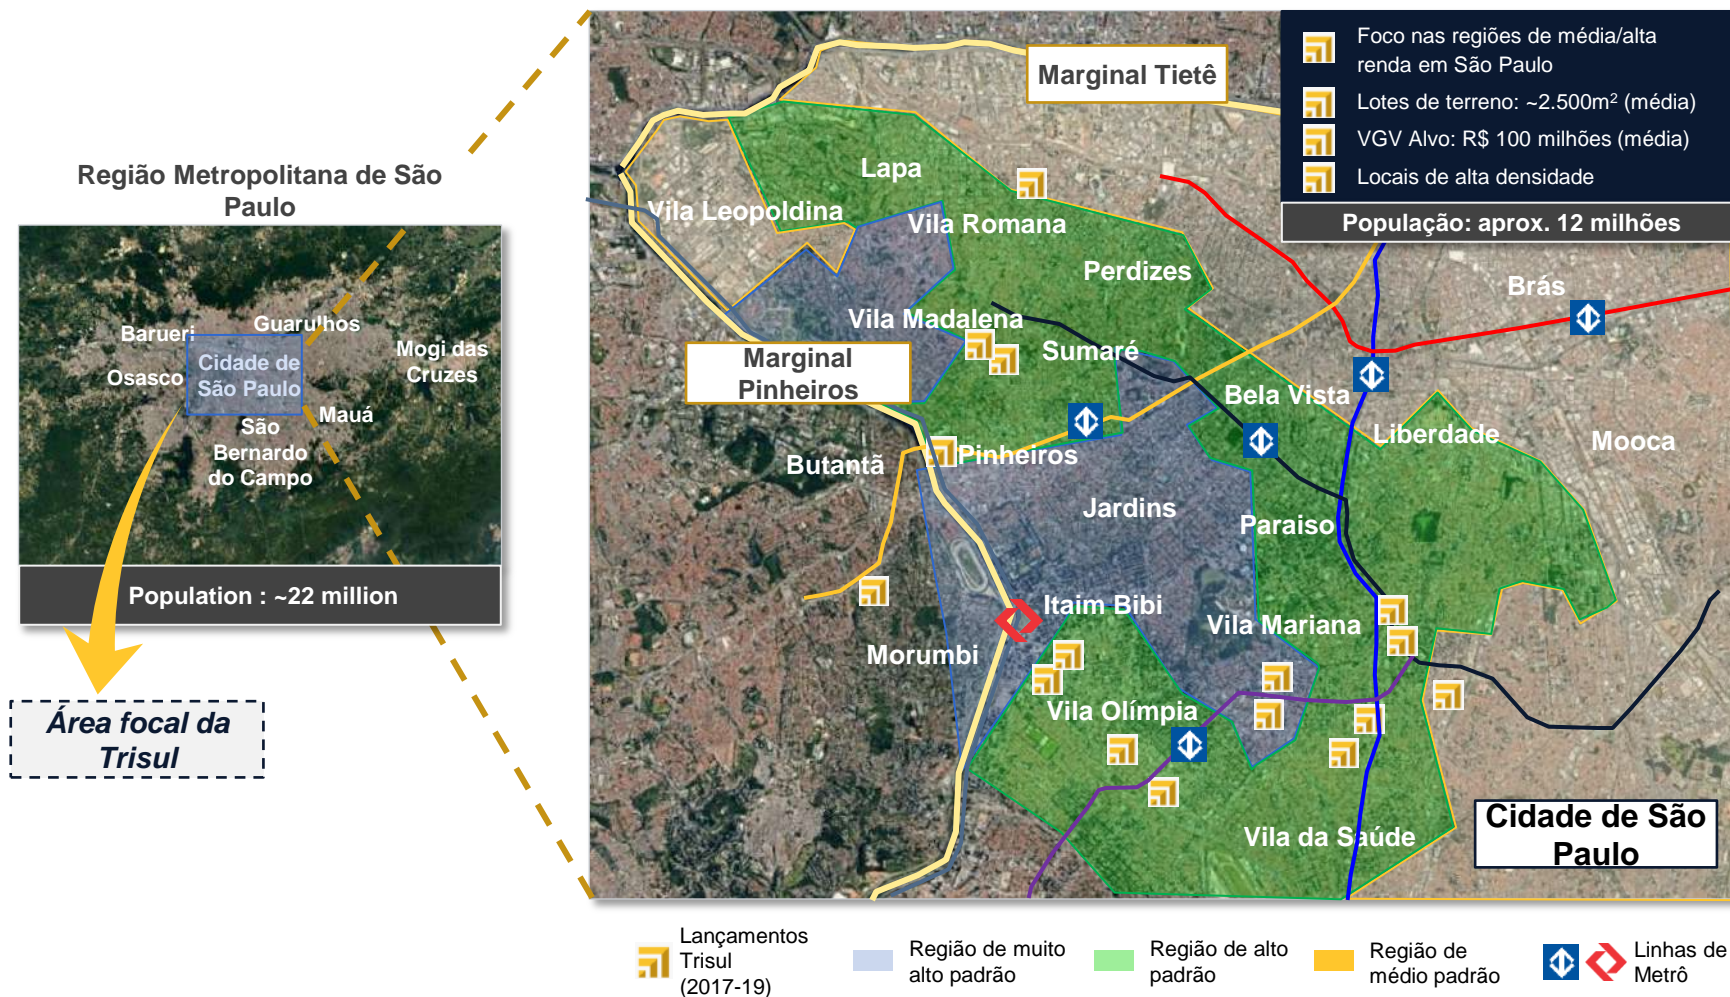 Região Metropolitana de São
Paulo
Barueri
Guarulhos
Cidade de
São Paulo
Mogi das
Cruzes
Osasco
Mauá
São
Bernardo
do Campo
Population : ~22 million
Área focal da
Trisul
Marginal Tietê
Foco nas regiões de média/alta
renda em São Paulo
Lotes de terreno: ~2.500m² (média)
VGV Alvo: R$ 100 milhões (média)
Locais de alta densidade
População: aprox. 12 milhões
Lapa
Vila Leopoldina
Vila Romana
Perdizes
Brás
Vila Madalena
Sumaré
Marginal
Pinheiros
Bela Vista
Liberdade
Mooca
Butantã
Pinheiros
Jardins
Paraiso
Itaim Bibi
Vila Mariana
Morumbi
Vila Olímpia
Vila da Saúde
Cidade de São
Paulo
Lançamentos
Trisul
(2017-19)
Região de muito
alto padrão
Região de alto
padrão
Região de
médio padrão
Linhas de
Metrô